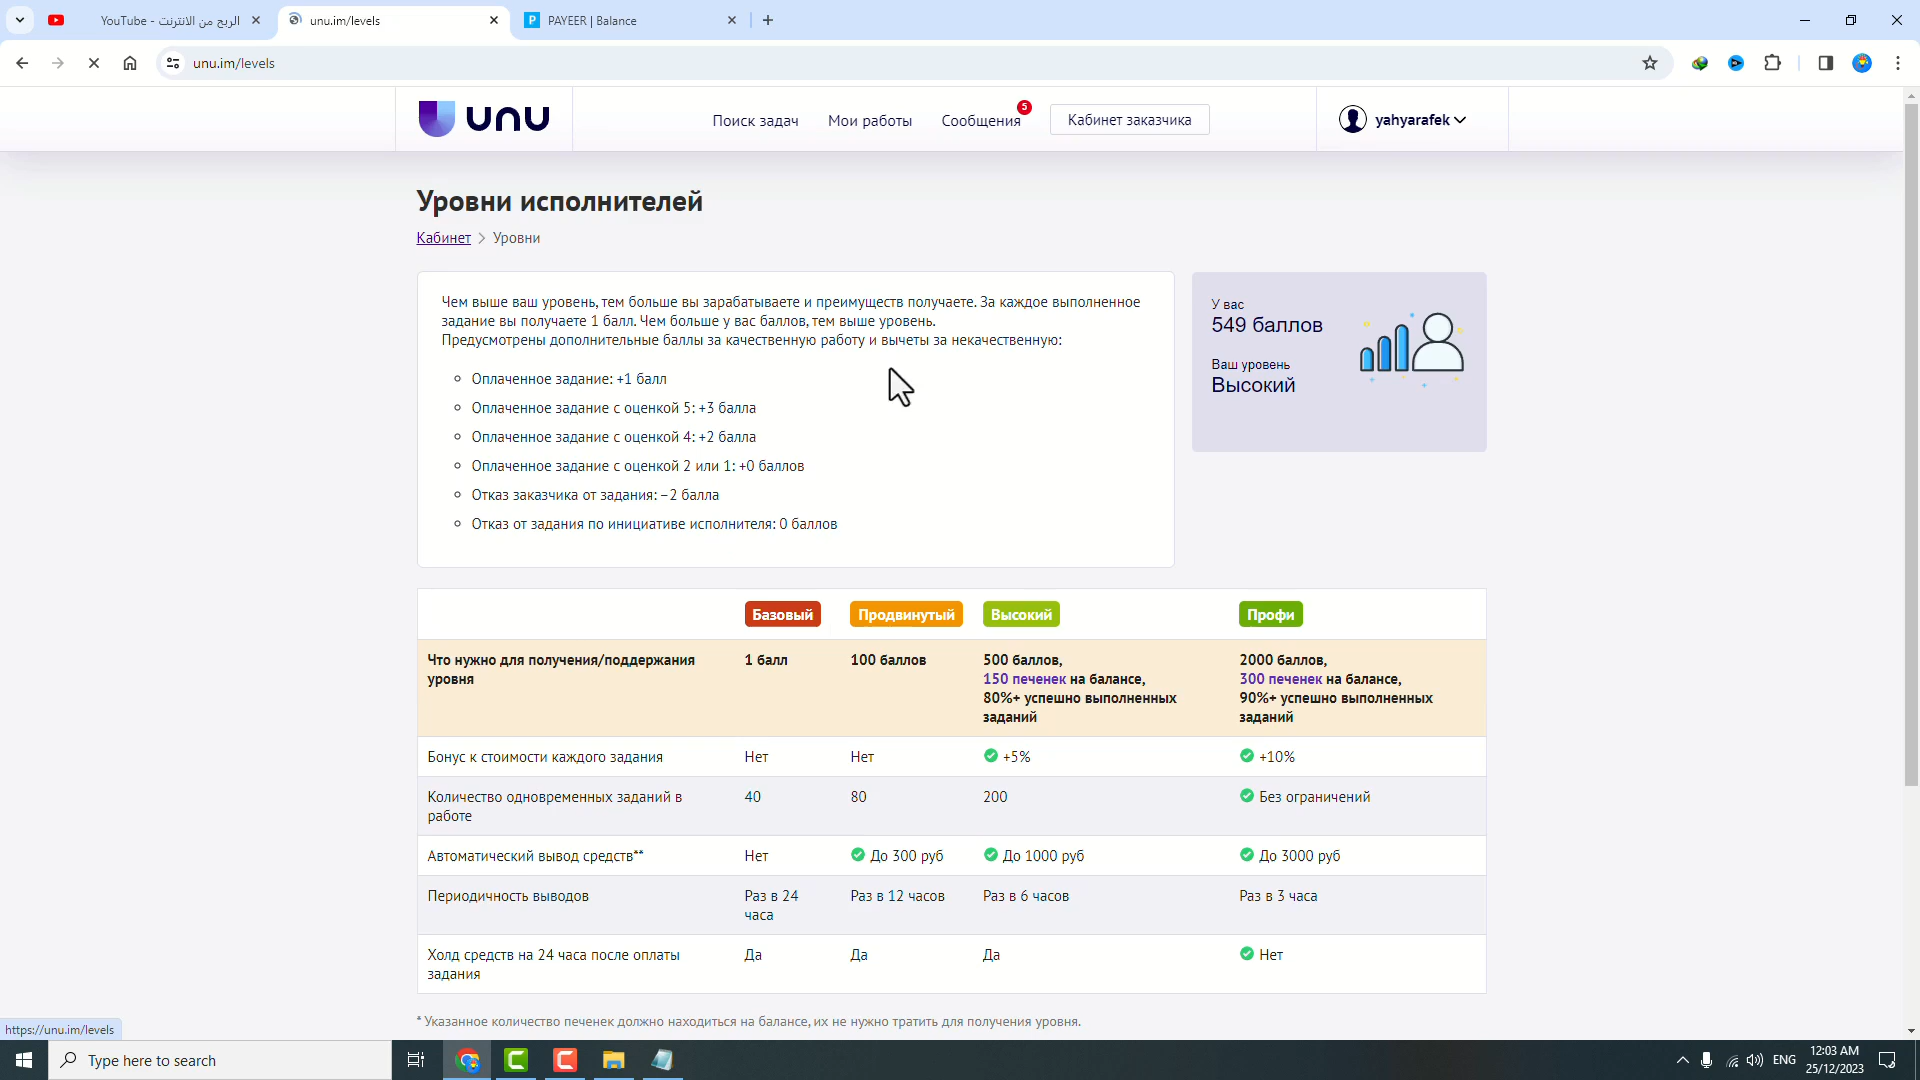 YouTube - الربح من الانترنت
unu.im/levels
PAYEER | Balance
unu.im/levels
unu
Поиск задач
Мои работы
Сообщения
5
Кабинет заказчика
yahyarafek
Уровни исполнителей
Кабинет > Уровни
Чем выше ваш уровень, тем больше вы зарабатываете и преимуществ получаете. За каждое выполненное
задание вы получаете 1 балл. Чем больше у вас баллов, тем выше уровень.
Предусмотрены дополнительные баллы за качественную работу и вычеты за некачественную:
Оплаченное задание: +1 балл
Оплаченное задание с оценкой 5: +3 балла
Оплаченное задание с оценкой 4: +2 балла
Оплаченное задание с оценкой 2 или 1: +0 баллов
Отказ заказчика от задания: –2 балла
Отказ от задания по инициативе исполнителя: 0 баллов
У вас
549 баллов
Ваш уровень
Высокий
Базовый Продвинутый Высокий Профи
Что нужно для получения/поддержания
уровня
1 балл
100 баллов
500 баллов,
150 печенек на балансе,
80%+ успешно выполненных
заданий
2000 баллов,
300 печенек на балансе,
90%+ успешно выполненных
заданий
Бонус к стоимости каждого задания
Нет
Нет
+5%
+10%
Количество одновременных заданий в
работе
40
80
200
Без ограничений
Автоматический вывод средств**
Нет
До 300 руб
До 1000 руб
До 3000 руб
Периодичность выводов
Раз в 24
часа
Раз в 12 часов
Раз в 6 часов
Раз в 3 часа
Холд средств на 24 часа после оплаты
задания
Да
Да
Да
Нет
* Указанное количество печенек должно находиться на балансе, их не нужно тратить для получения уровня.
https://unu.im/levels
Type here to search
ENG
12:03 AM
25/12/2023